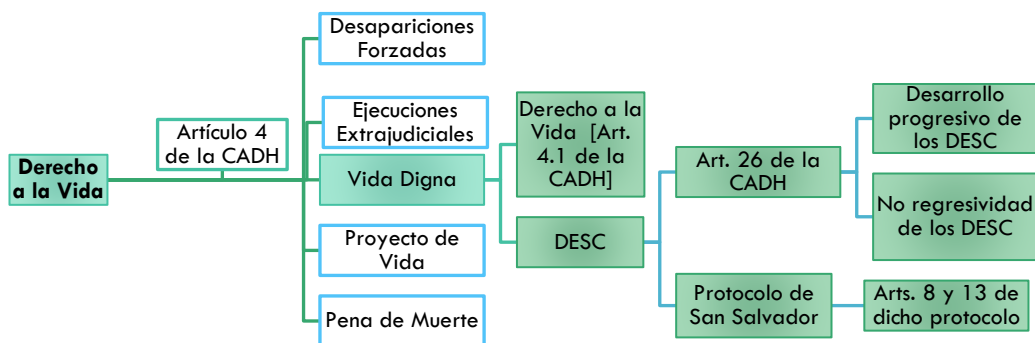 Derecho
a la Vida
Artículo 4
de la CADH
Desapariciones
Forzadas
Ejecuciones
Extrajudiciales
Vida Digna
Proyecto de
Vida
Pena de Muerte
Derecho a la
Vida [Art.
4.1 de la
CADH]
DESC
Art. 26 de la
CADH
Protocolo de
San Salvador
Desarrollo
progresivo de
los DESC
No regresividad
de los DESC
Arts. 8 y 13 de
dicho protocolo